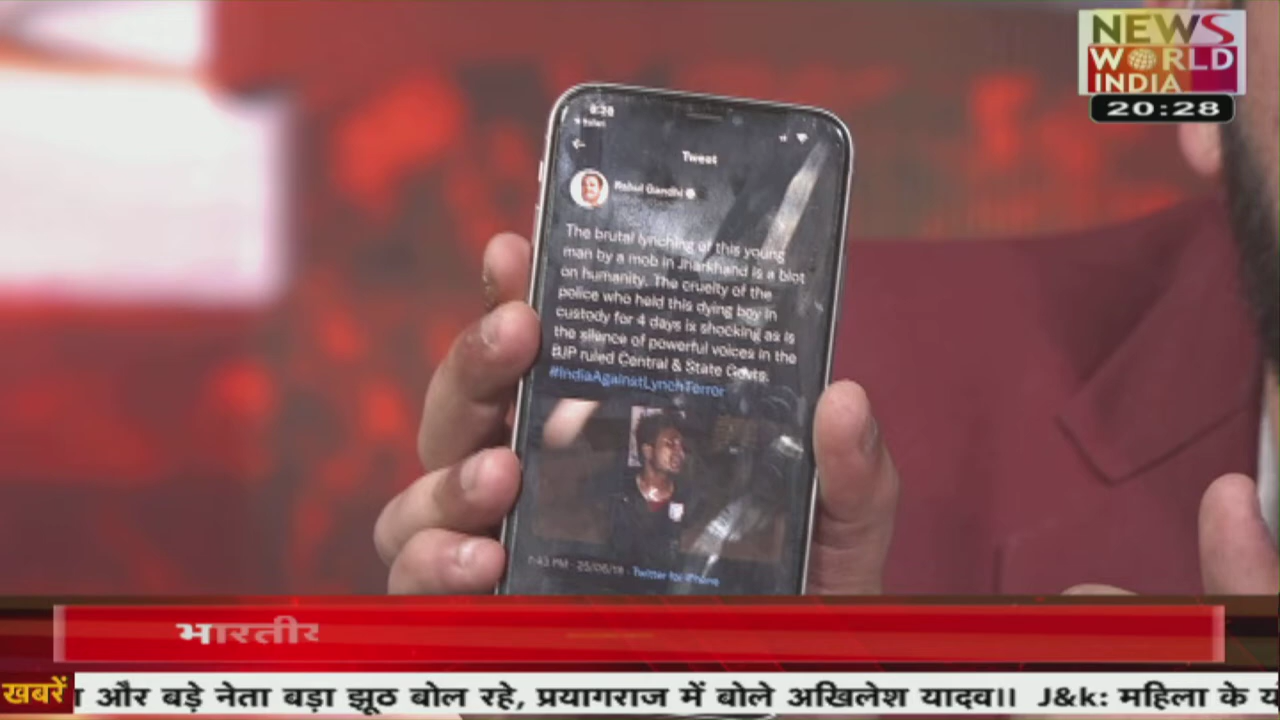 NEWS
WORLD
INDIA
20:28
8:28
Tweet
Rahul Gandhi
The brutal lynching of this young
man by a mob in Jharkhand is a blot
on humanity. The cruelty of the
police who held this dying boy in
custody for 4 days is shocking as is
the silence of powerful voices in the
BJP ruled Central & State Govts.
#IndiaAgainstLynchTerror
7:43 PM · 25/06/19 · Twitter for iPhone
भारतीर
खबरें
और बड़े नेता बड़ा झूठ बोल रहे, प्रयागराज में बोले अखिलेश यादव।। J&k: महिला के